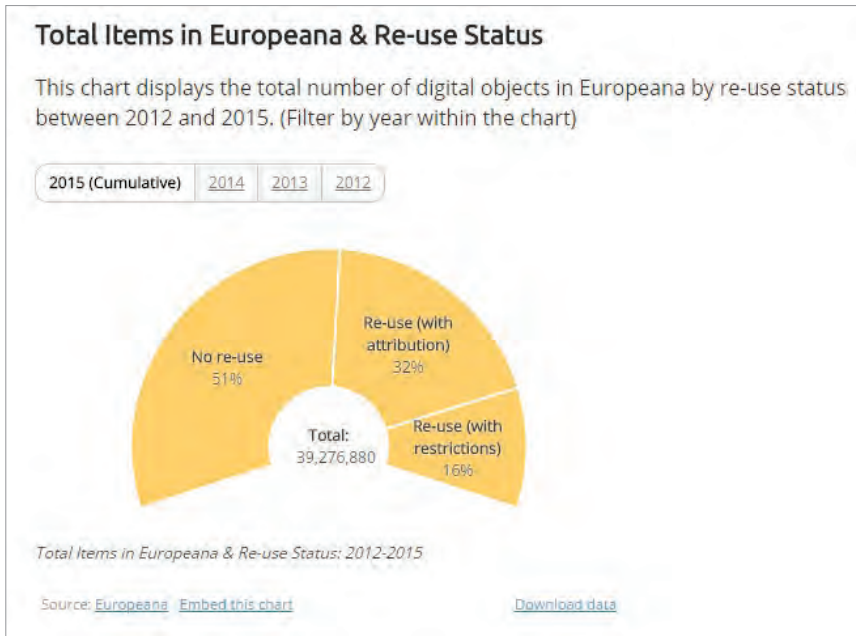 Total Items in Europeana & Re-use Status
This chart displays the total number of digital objects in Europeana by re-use status
between 2012 and 2015. (Filter by year within the chart)
2015 (Cumulative) 2014 2013 2012
No re-use
51%
Re-use (with
attribution)
32%
Re-use (with
restrictions)
16%
Total:
39,276,880
Total Items in Europeana & Re-use Status: 2012-2015
Source: Europeana Embed this chart Download data